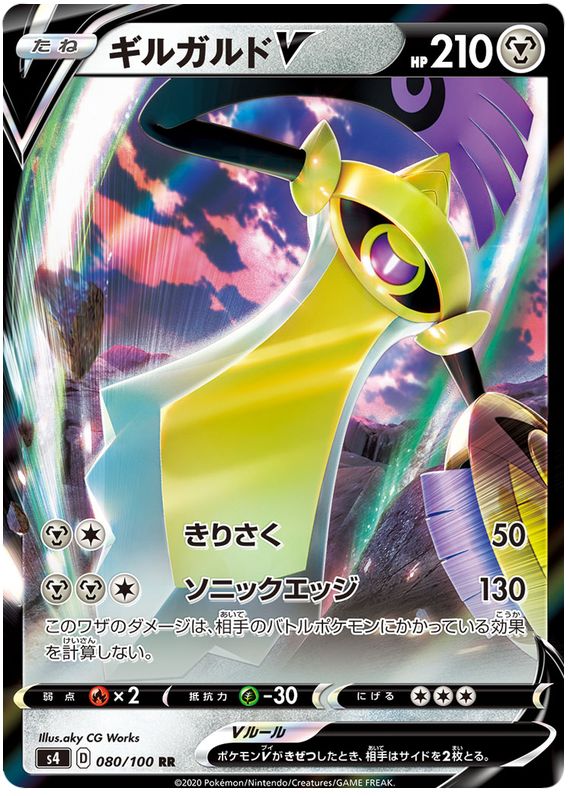 たね ギルガルドV HP 210
きりさく 50
ソニックエッジ 130
このワザのダメージは、相手のバトルポケモンにかかっている効果
を計算しない。
弱点 ×2 抵抗力 -30 にげる
Illus.aky CG Works
Vルール
s4 D 080/100 RR
ポケモンVがきぜつしたとき、相手はサイドを2枚とる。
©2020 Pokémon/Nintendo/Creatures/GAME FREAK.